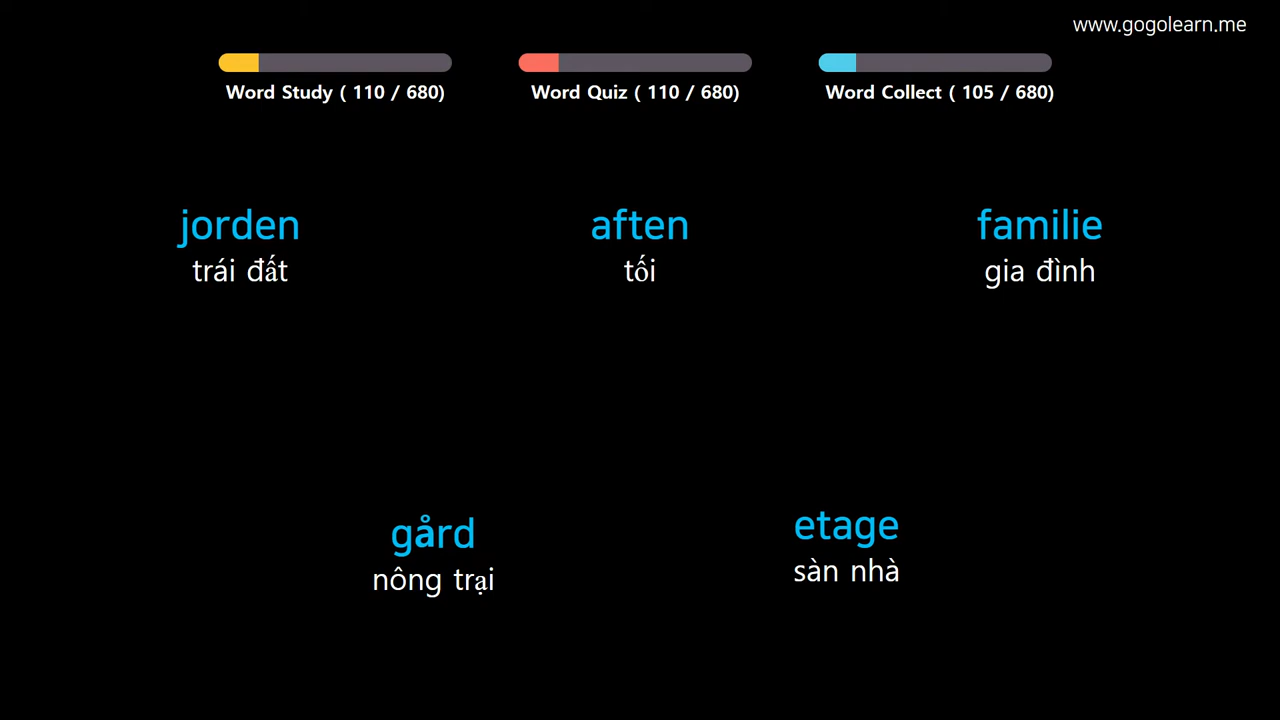 www.gogolearn.me
Word Study ( 110 / 680)
Word Quiz ( 110 / 680)
Word Collect ( 105 / 680)
jorden
trái đất
aften
tối
familie
gia đình
gård
nông trại
etage
sàn nhà